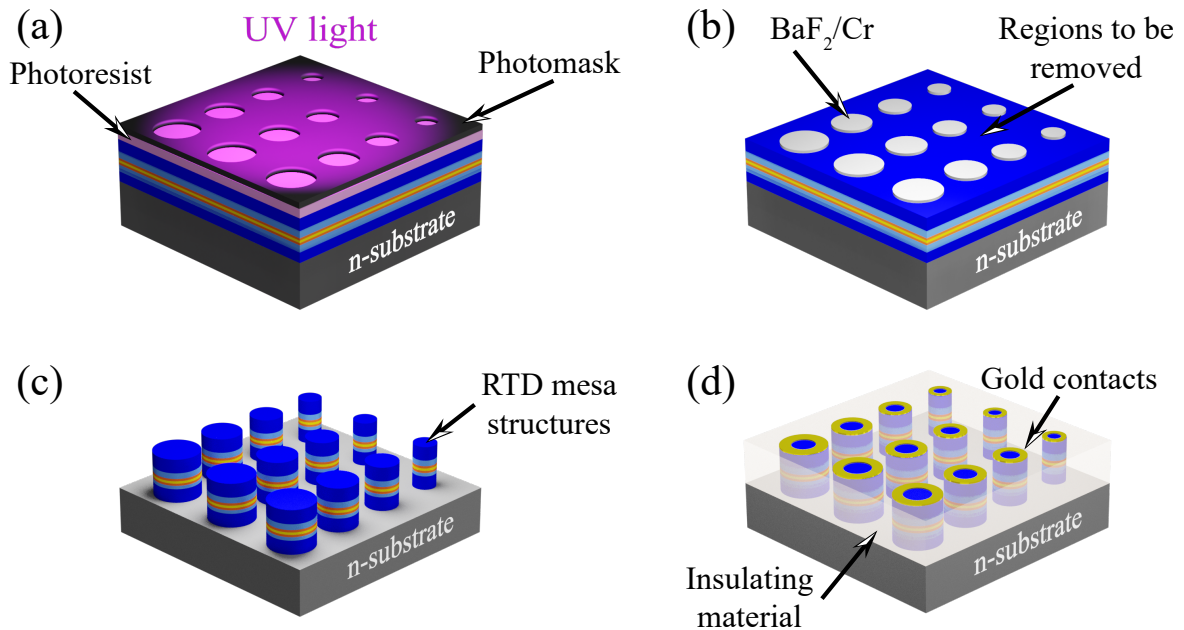 (a)
UV light
Photoresist
Photomask
n-substrate
(b)
BaF₂/Cr
Regions to be
removed
n-substrate
(c)
RTD mesa
structures
n-substrate
(d)
Gold contacts
n-substrate
Insulating
material